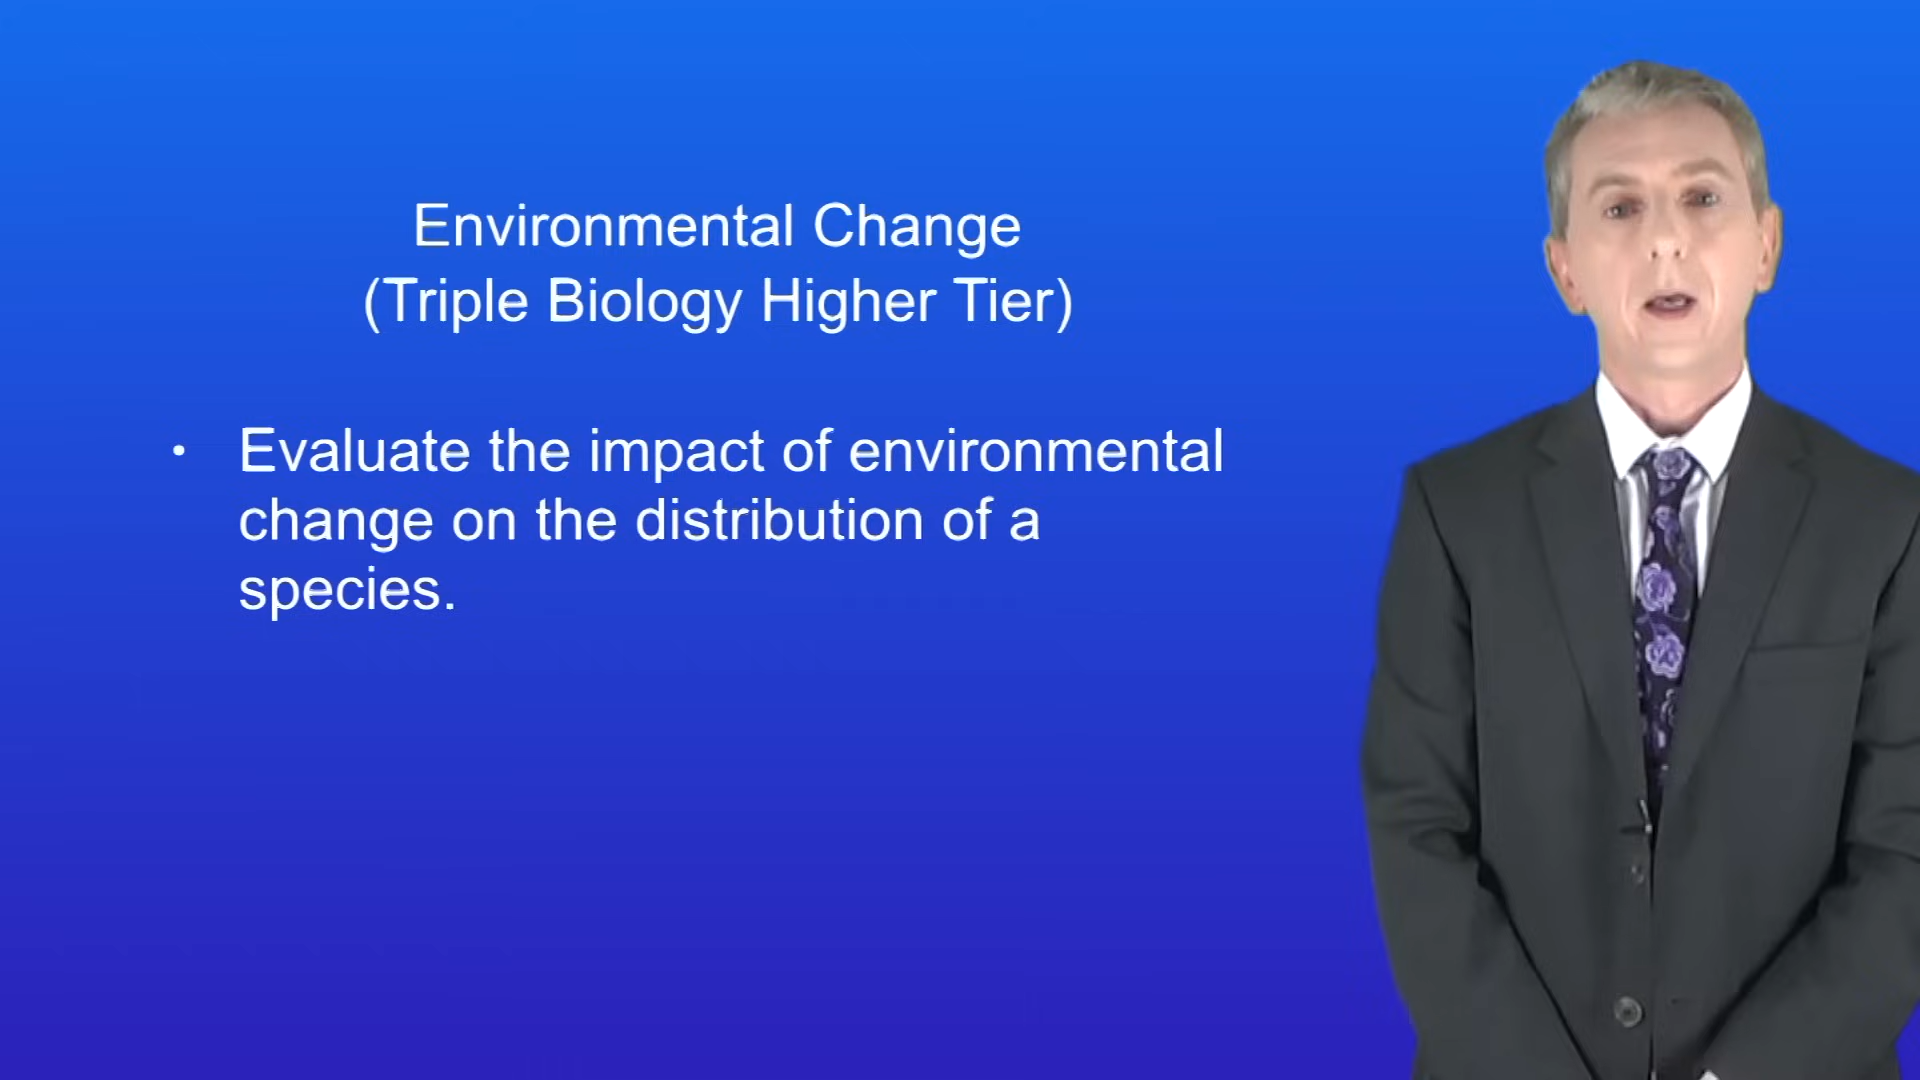 Environmental Change
(Triple Biology Higher Tier)
• Evaluate the impact of environmental
change on the distribution of a
species.